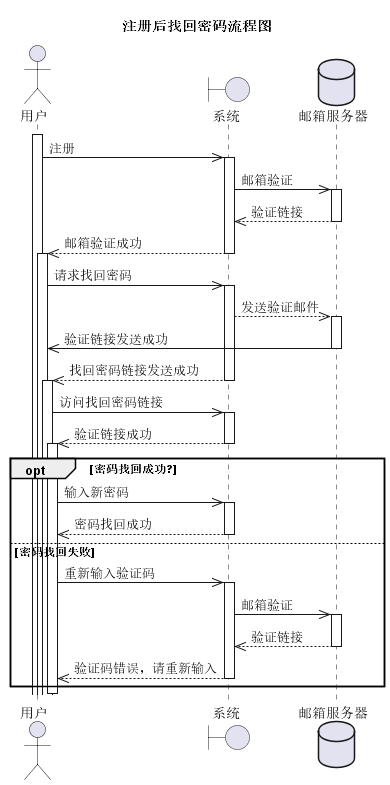 注册后找回密码流程图
用户 系统 邮箱服务器
注册
邮箱验证
验证链接
邮箱验证成功
请求找回密码
发送验证邮件
验证链接发送成功
找回密码链接发送成功
访问找回密码链接
验证链接成功
opt [密码找回成功?]
输入新密码
密码找回成功
[密码找回失败]
重新输入验证码
邮箱验证
验证链接
验证码错误，请重新输入
用户 系统 邮箱服务器